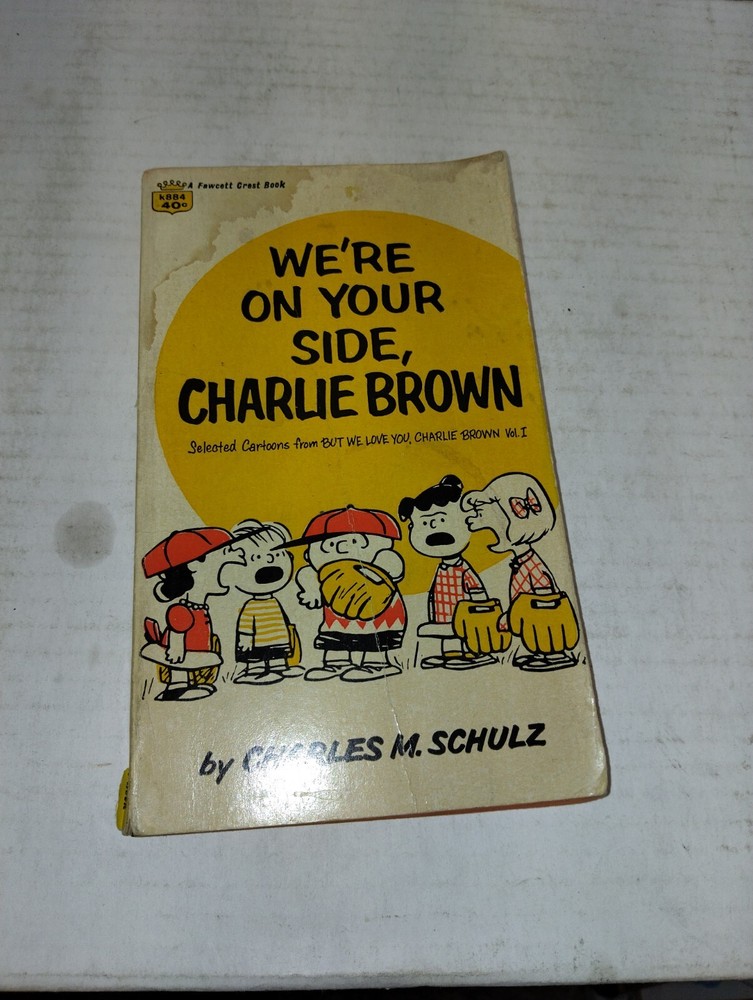 A Fawcett Crest Book
k884
40c
WE'RE
ON YOUR
SIDE,
CHARLIE BROWN
Selected Cartoons from BUT WE LOVE YOU, CHARLIE BROWN Vol. I
by CHARLES M. SCHULZ